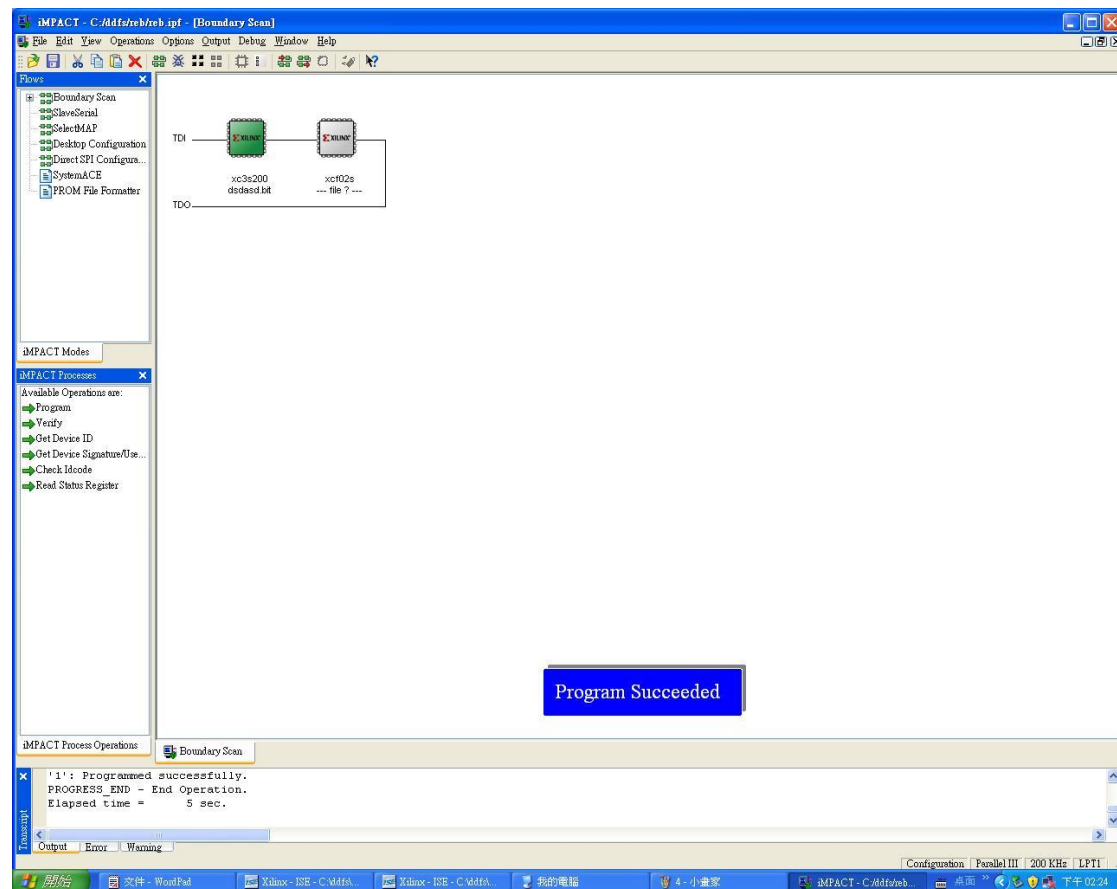 iMPACT - C:/ddfs/reb/reb.ipf - [Boundary Scan]
File Edit View Operations Options Output Debug Window Help
Flows
Boundary Scan
SlaveSerial
SelectMAP
Desktop Configuration
Direct SPI Configura...
SystemACE
PROM File Formatter
iMPACT Modes
iMPACT Processes
Available Operations are:
Program
Verify
Get Device ID
Get Device Signature/Use...
Check Idcode
Read Status Register
iMPACT Process Operations
TDI
XILINX
XILINX
xc3s200
dsdasd.bit
xcf02s
--- file ? ---
TDO
Program Succeeded
Boundary Scan
'1': Programmed successfully.
PROGRESS_END - End Operation.
Elapsed time = 5 sec.
Transcript
Output Error Warning
Configuration Parallel III 200 KHz LPT1
開始 文件 - WordPad Xilinx - ISE - C:\ddfs\... Xilinx - ISE - C:\ddfs\... 我的電腦 4 - 小畫家 iMPACT - C:/ddfs/reb... 桌面 » 下午 02:24